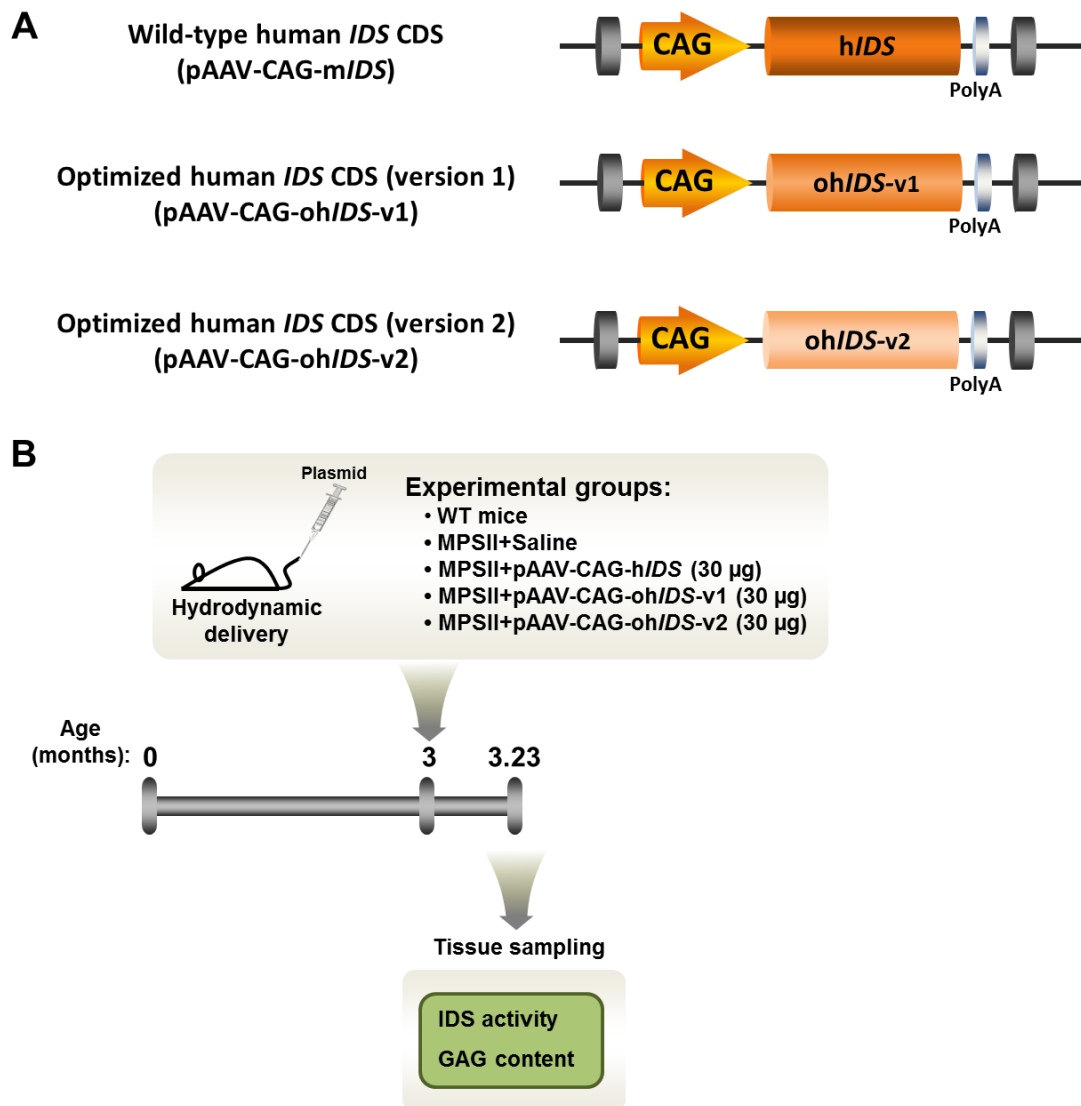 A
Wild-type human IDS CDS
(pAAV-CAG-mIDS)
CAG
hIDS
PolyA
Optimized human IDS CDS (version 1)
(pAAV-CAG-ohIDS-v1)
CAG
ohIDS-v1
PolyA
Optimized human IDS CDS (version 2)
(pAAV-CAG-ohIDS-v2)
CAG
ohIDS-v2
PolyA
B
Plasmid
Hydrodynamic
delivery
Experimental groups:
• WT mice
• MPSII+Saline
• MPSII+pAAV-CAG-hIDS (30 µg)
• MPSII+pAAV-CAG-ohIDS-v1 (30 µg)
• MPSII+pAAV-CAG-ohIDS-v2 (30 µg)
Age
(months): 0 3 3.23
Tissue sampling
IDS activity
GAG content